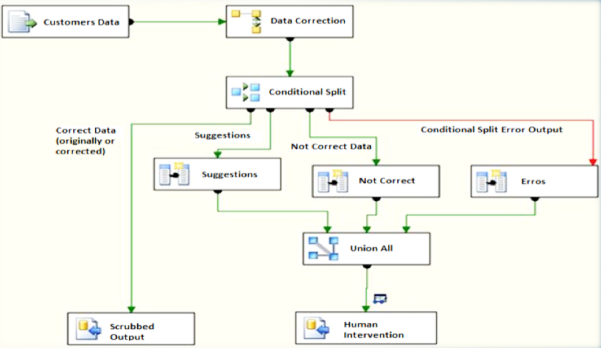 Customers Data
Data Correction
Conditional Split
Correct Data
(originally or
corrected)
Suggestions
Not Correct Data
Conditional Split Error Output
Suggestions
Not Correct
Erros
Union All
Scrubbed
Output
Human
Intervention